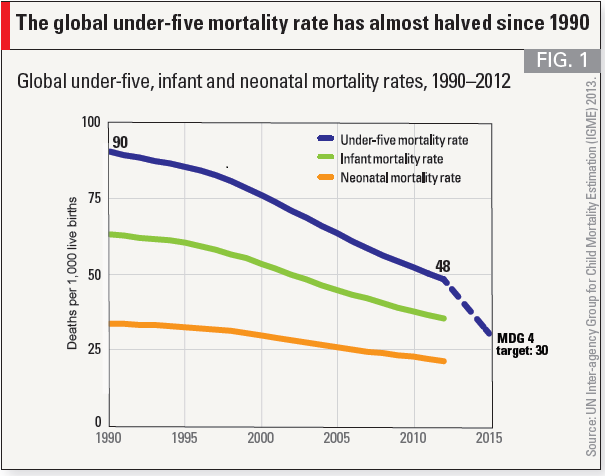 The global under-five mortality rate has almost halved since 1990
FIG. 1
Global under-five, infant and neonatal mortality rates, 1990–2012
Deaths per 1,000 live births
100
75
50
25
0
90
Under-five mortality rate
Infant mortality rate
Neonatal mortality rate
48
MDG 4
target: 30
1990
1995
2000
2005
2010
2015
Source: UN Inter-agency Group for Child Mortality Estimation (IGME) 2013.